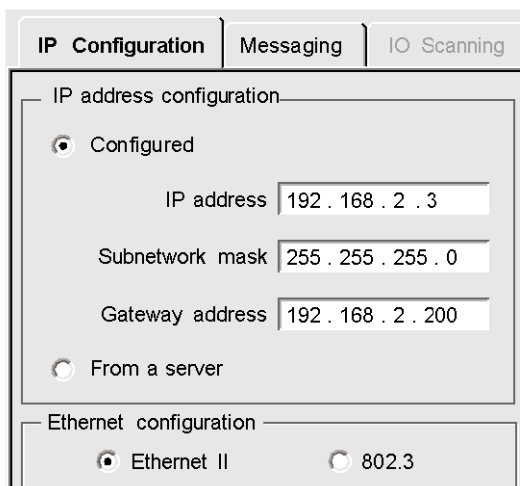 IP Configuration Messaging IO Scanning
IP address configuration
Configured
IP address 192 . 168 . 2 . 3
Subnetwork mask 255 . 255 . 255 . 0
Gateway address 192 . 168 . 2 . 200
From a server
Ethernet configuration
Ethernet II 802.3